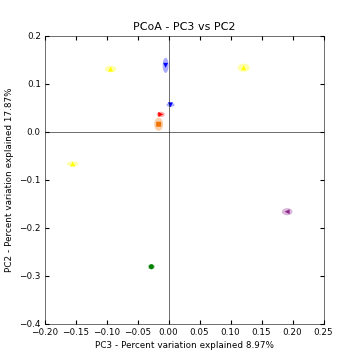 PCoA - PC3 vs PC2
0.2
0.1
0.0
−0.1
−0.2
−0.3
−0.4
PC2 - Percent variation explained 17.87%
−0.20 −0.15 −0.10 −0.05 0.00 0.05 0.10 0.15 0.20 0.25
PC3 - Percent variation explained 8.97%